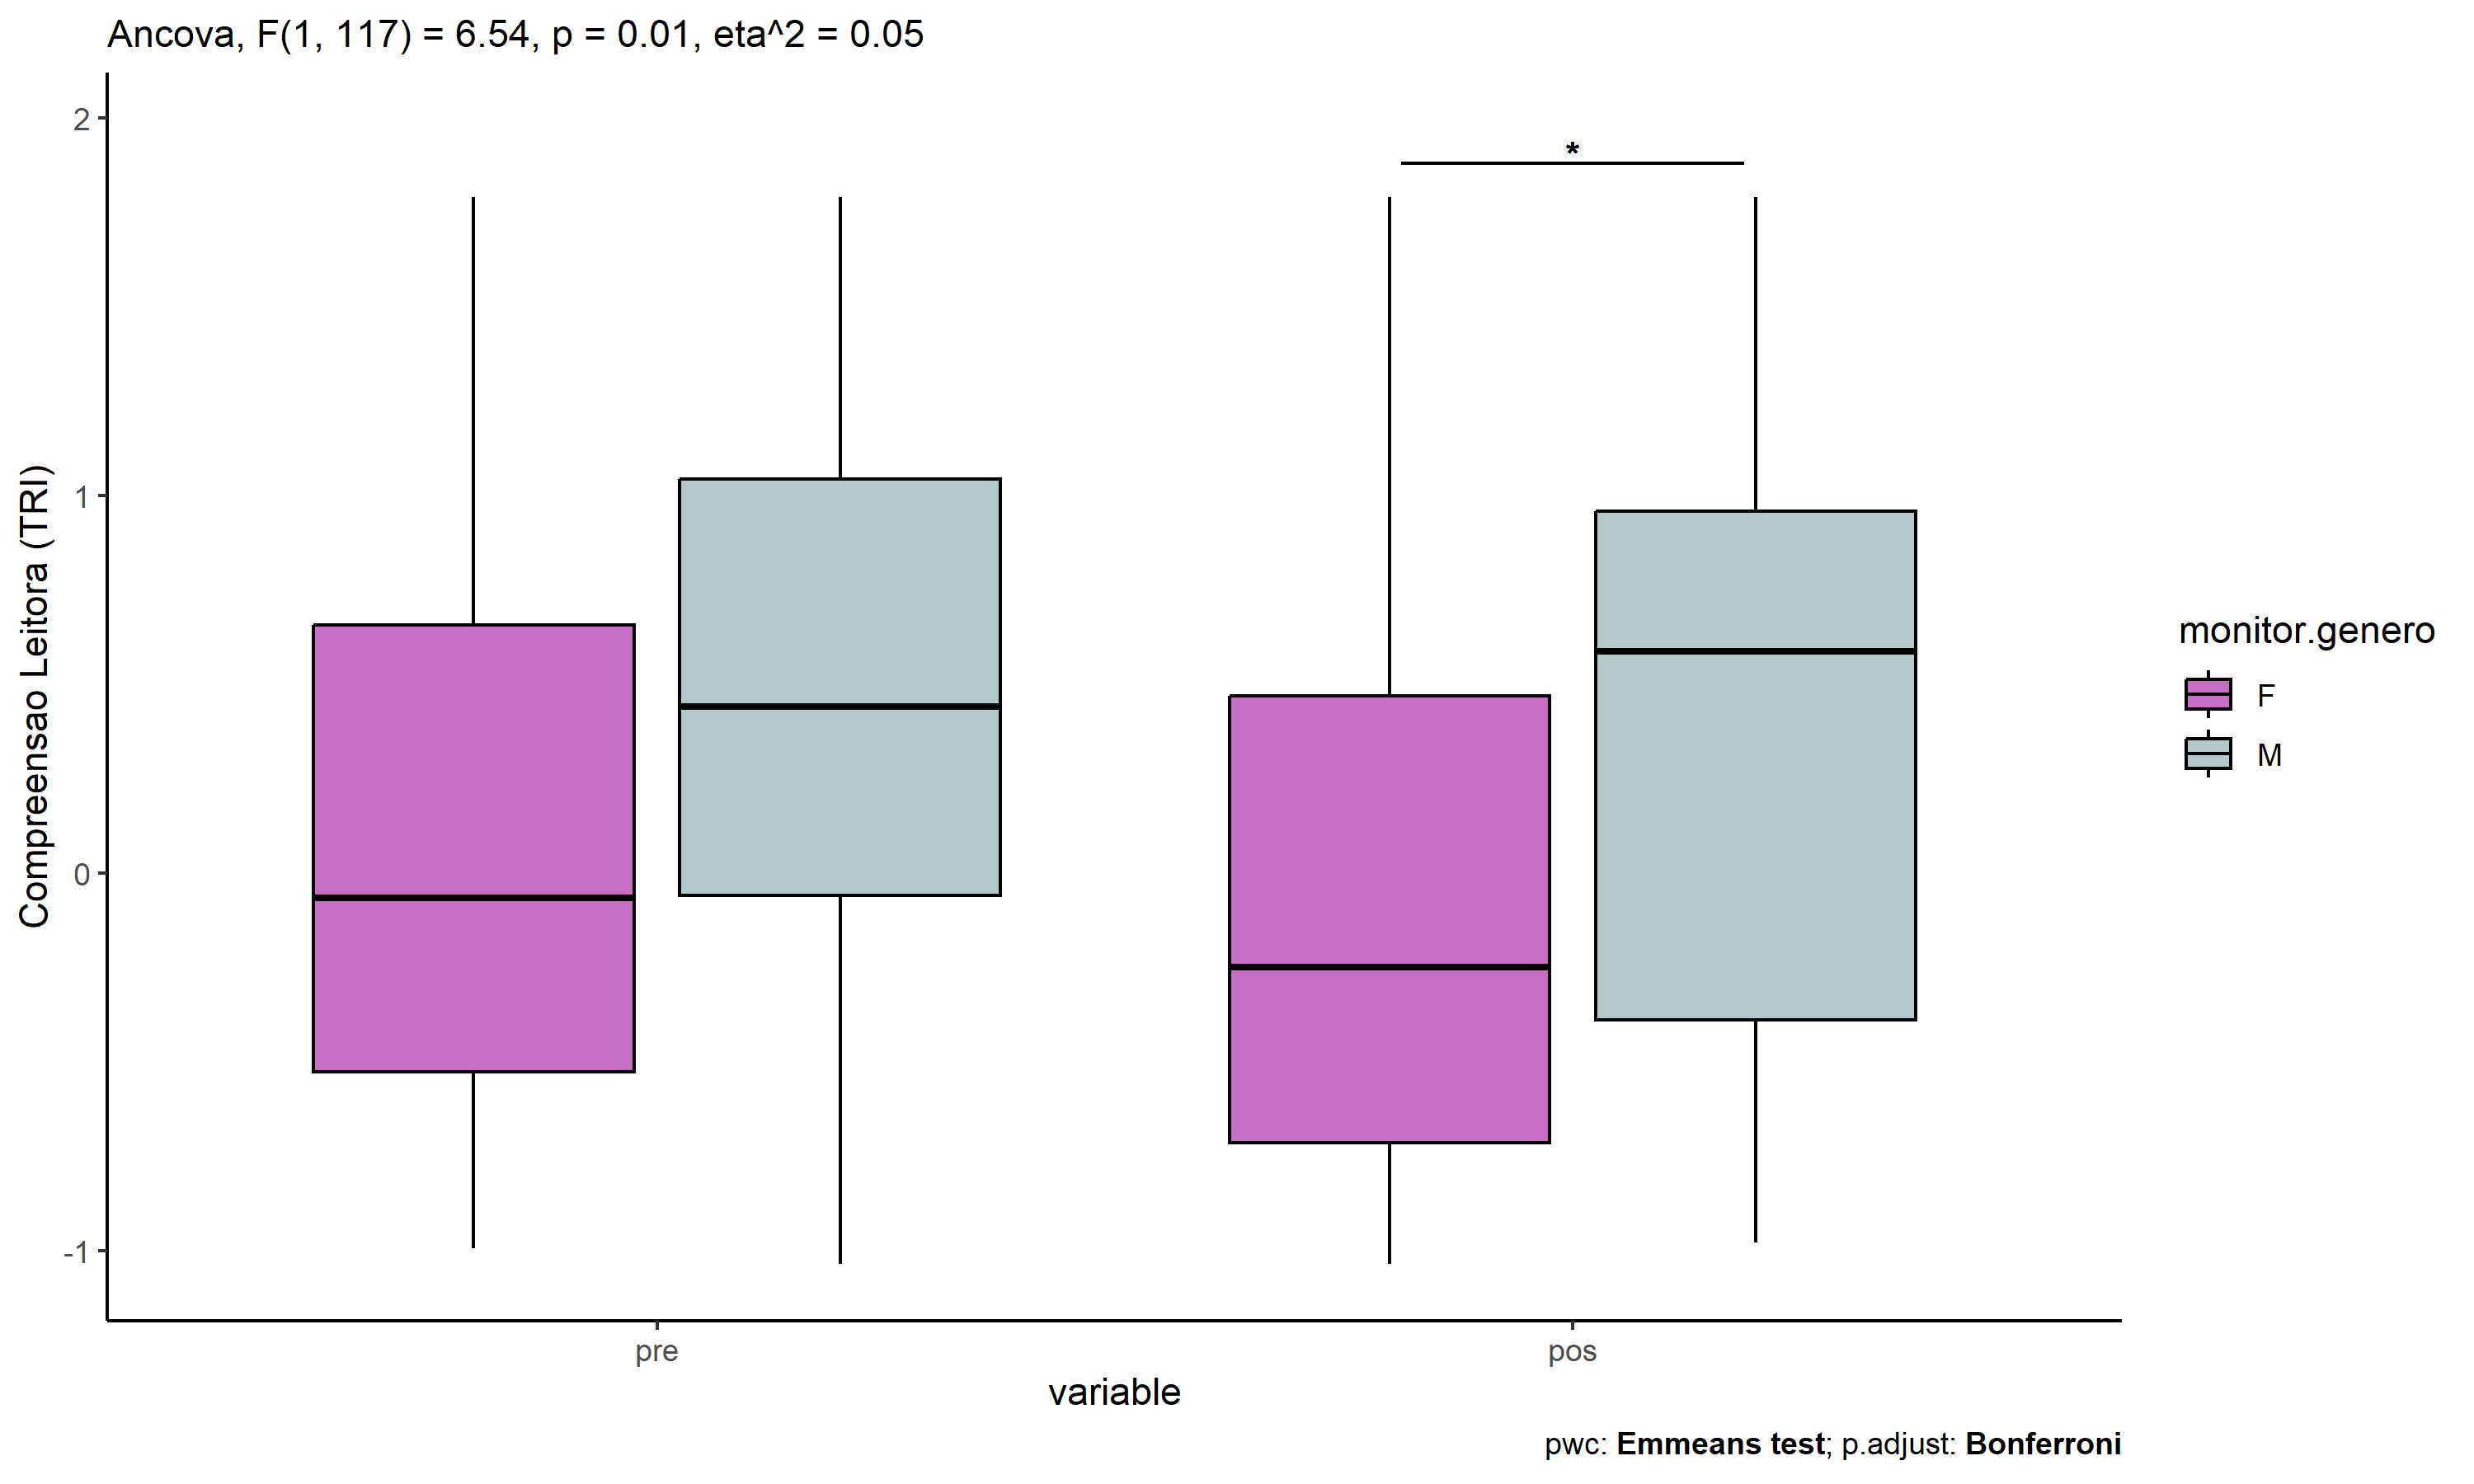 Ancova, F(1, 117) = 6.54, p = 0.01, eta^2 = 0.05
Compreensao Leitora (TRI)
2
1
0
-1
*
pre
pos
variable
monitor.genero
F
M
pwc: Emmeans test; p.adjust: Bonferroni